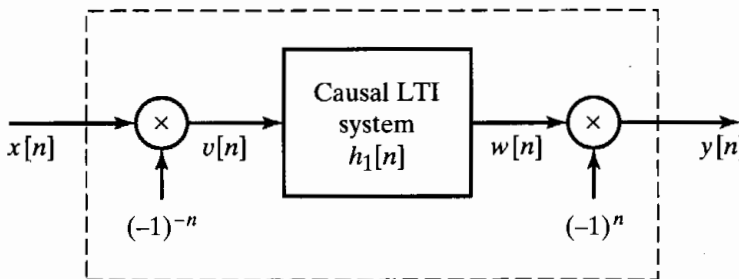 Causal LTI
system
h₁[n]
x[n]
×
v[n]
w[n]
×
y[n]
(–1)⁻ⁿ
(–1)ⁿ